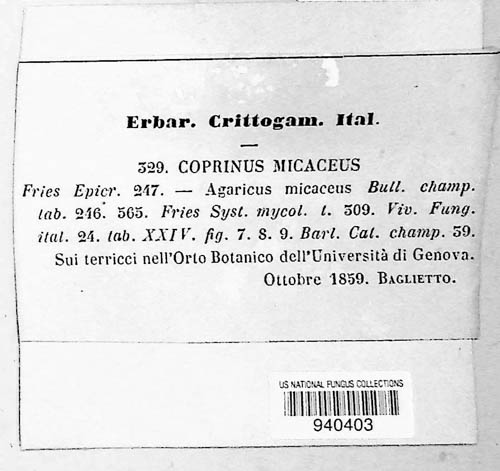 Erbar. Crittogam. Ital.
329. COPRINUS MICACEUS
Fries Epicr. 247. — Agaricus micaceus Bull. champ.
tab. 246. 565. Fries Syst. mycol. t. 309. Viv. Fung.
ital. 24. tab. XXIV. fig. 7. 8. 9. Barl. Cat. champ. 39.
Sui terricci nell'Orto Botanico dell'Università di Genova.
Ottobre 1859. BAGLIETTO.
US NATIONAL FUNGUS COLLECTIONS
940403